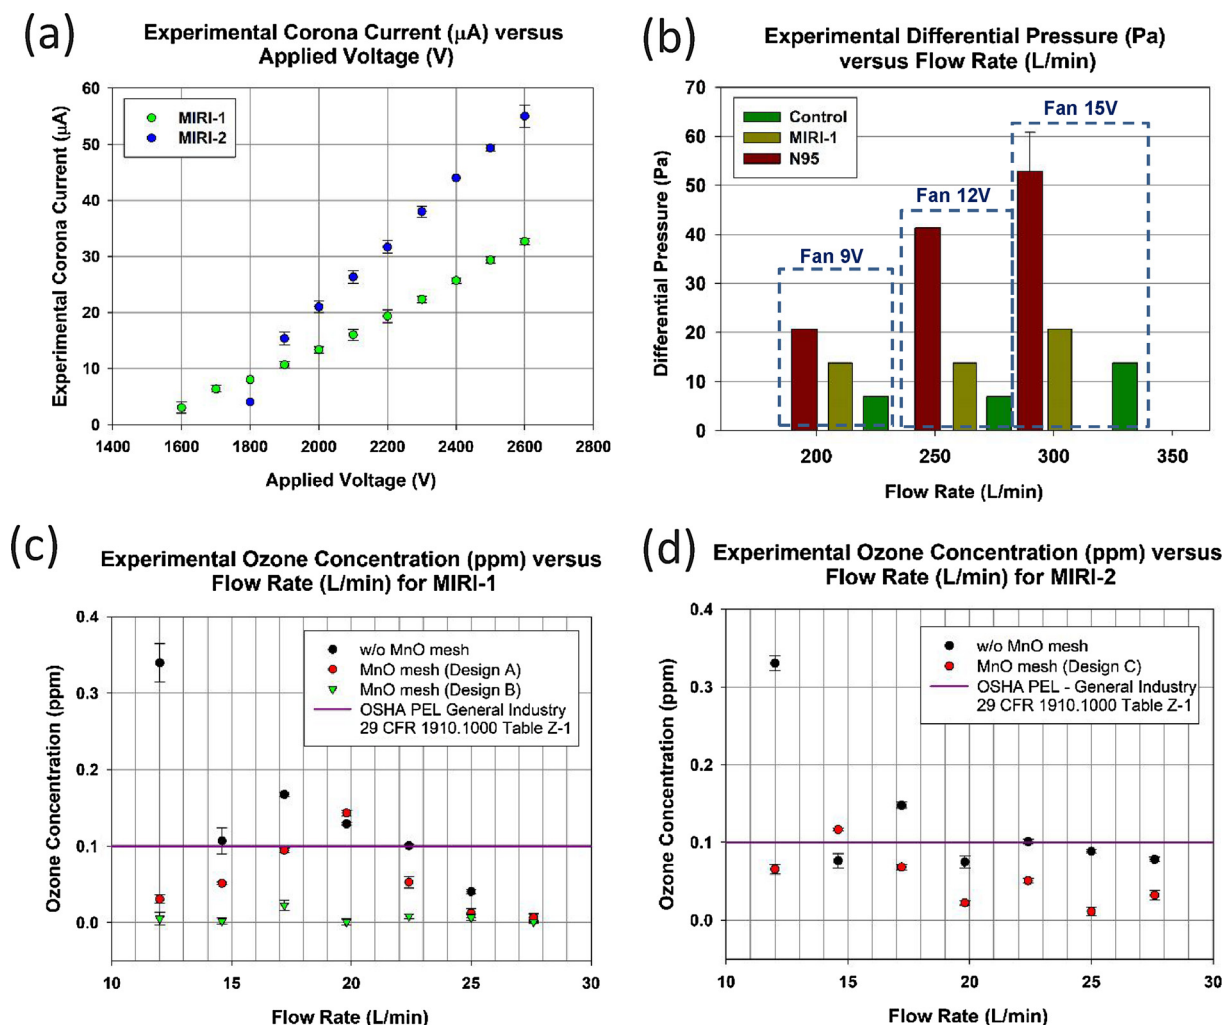 (a)
Experimental Corona Current (µA) versus
Applied Voltage (V)
60
50
40
30
20
10
0
Experimental Corona Current (µA)
MIRI-1
MIRI-2
1400 1600 1800 2000 2200 2400 2600 2800
Applied Voltage (V)
(b)
Experimental Differential Pressure (Pa)
versus Flow Rate (L/min)
70
60
50
40
30
20
10
0
Differential Pressure (Pa)
Control
MIRI-1
N95
Fan 9V
Fan 12V
Fan 15V
200 250 300 350
Flow Rate (L/min)
(c)
Experimental Ozone Concentration (ppm) versus
Flow Rate (L/min) for MIRI-1
0.4
0.3
0.2
0.1
0.0
Ozone Concentration (ppm)
w/o MnO mesh
MnO mesh (Design A)
MnO mesh (Design B)
OSHA PEL General Industry
29 CFR 1910.1000 Table Z-1
10 15 20 25 30
Flow Rate (L/min)
(d)
Experimental Ozone Concentration (ppm) versus
Flow Rate (L/min) for MIRI-2
0.4
0.3
0.2
0.1
0.0
Ozone Concentration (ppm)
w/o MnO mesh
MnO mesh (Design C)
OSHA PEL - General Industry
29 CFR 1910.1000 Table Z-1
10 15 20 25 30
Flow Rate (L/min)